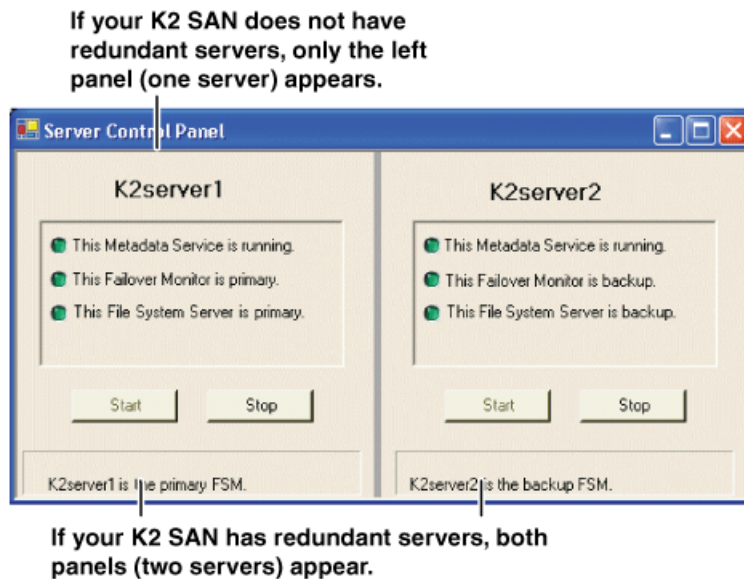 If your K2 SAN does not have
redundant servers, only the left
panel (one server) appears.
Server Control Panel
K2server1
This Metadata Service is running.
This Failover Monitor is primary.
This File System Server is primary.
Start
Stop
K2server1 is the primary FSM.
K2server2
This Metadata Service is running.
This Failover Monitor is backup.
This File System Server is backup.
Start
Stop
K2server2 is the backup FSM.
If your K2 SAN has redundant servers, both
panels (two servers) appear.